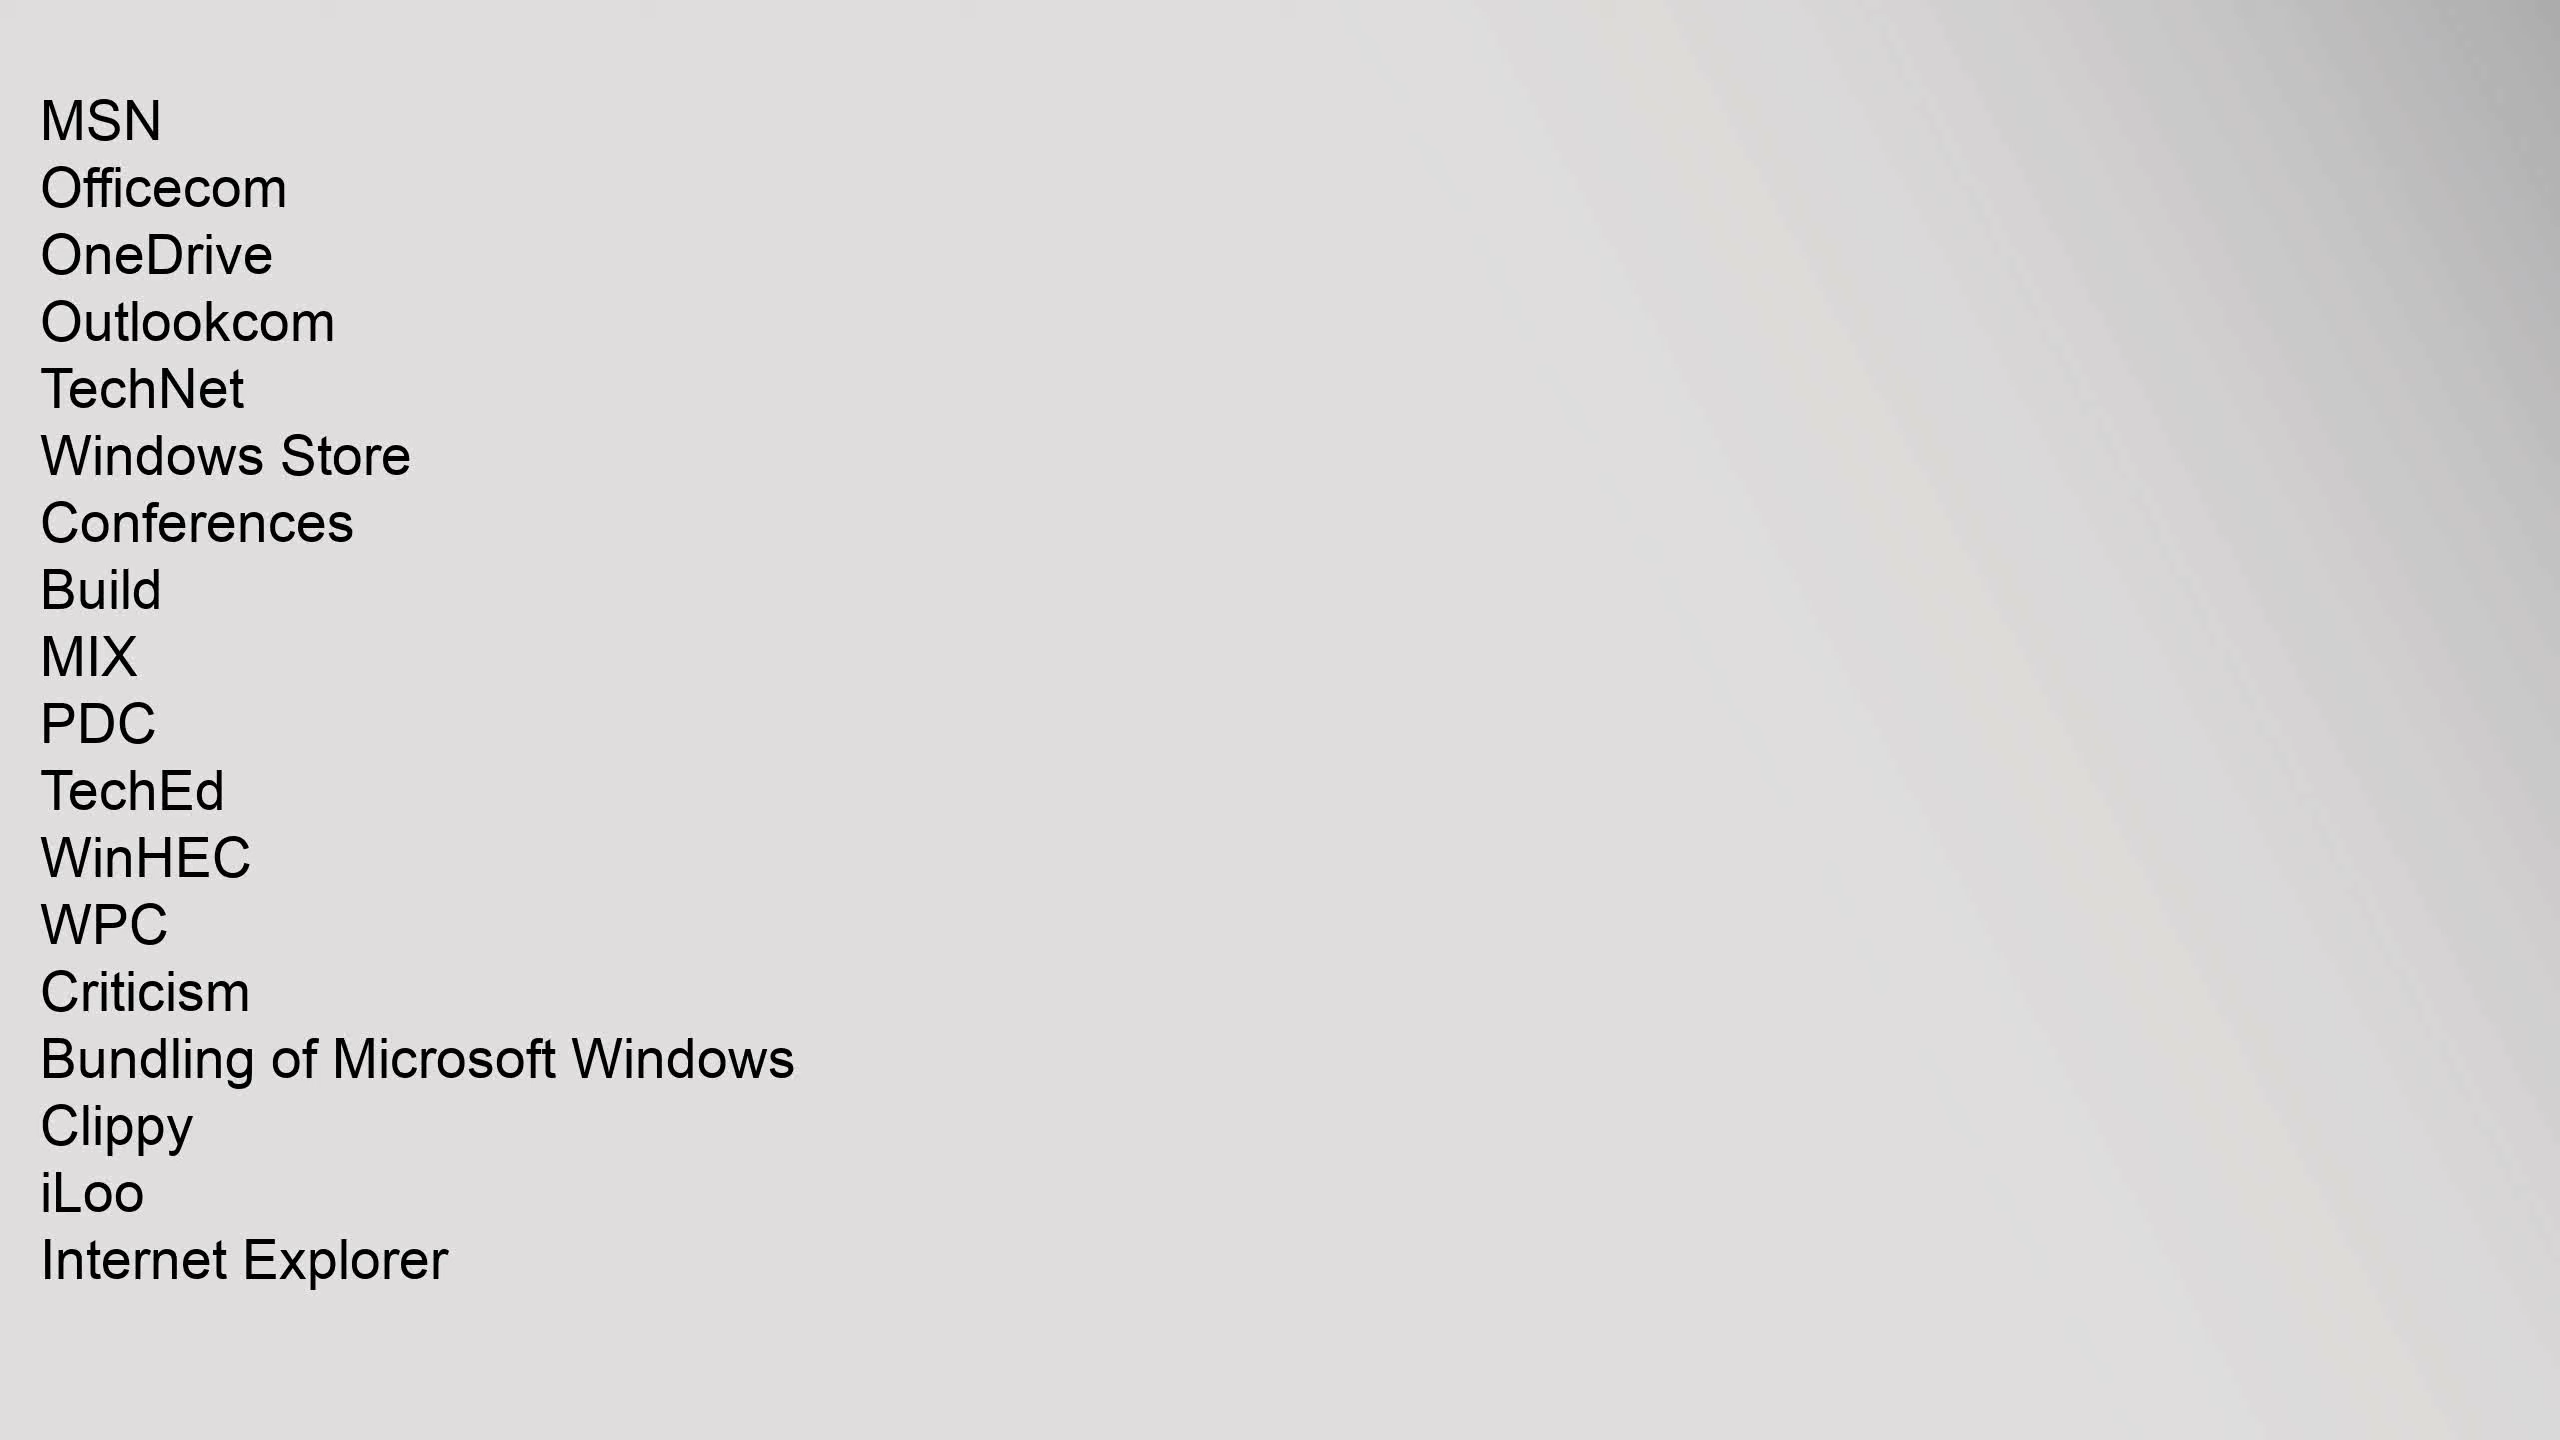 MSN
Officecom
OneDrive
Outlookcom
TechNet
Windows Store
Conferences
Build
MIX
PDC
TechEd
WinHEC
WPC
Criticism
Bundling of Microsoft Windows
Clippy
iLoo
Internet Explorer